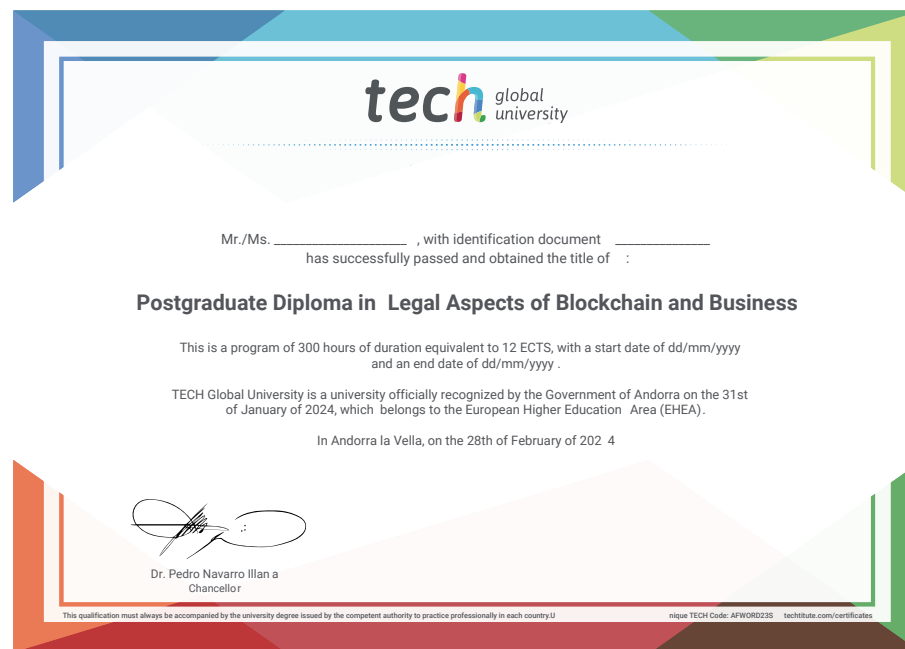 tech global
university
Mr./Ms. ____________________ , with identification document ______________
has successfully passed and obtained the title of :
Postgraduate Diploma in Legal Aspects of Blockchain and Business
This is a program of 300 hours of duration equivalent to 12 ECTS, with a start date of dd/mm/yyyy
and an end date of dd/mm/yyyy .
TECH Global University is a university officially recognized by the Government of Andorra on the 31st
of January of 2024, which belongs to the European Higher Education Area (EHEA).
In Andorra la Vella, on the 28th of February of 202 4
Dr. Pedro Navarro Illan a
Chancellor
This qualification must always be accompanied by the university degree issued by the competent authority to practice professionally in each country.U nique TECH Code: AFWORD23S techtitute.com/certificates